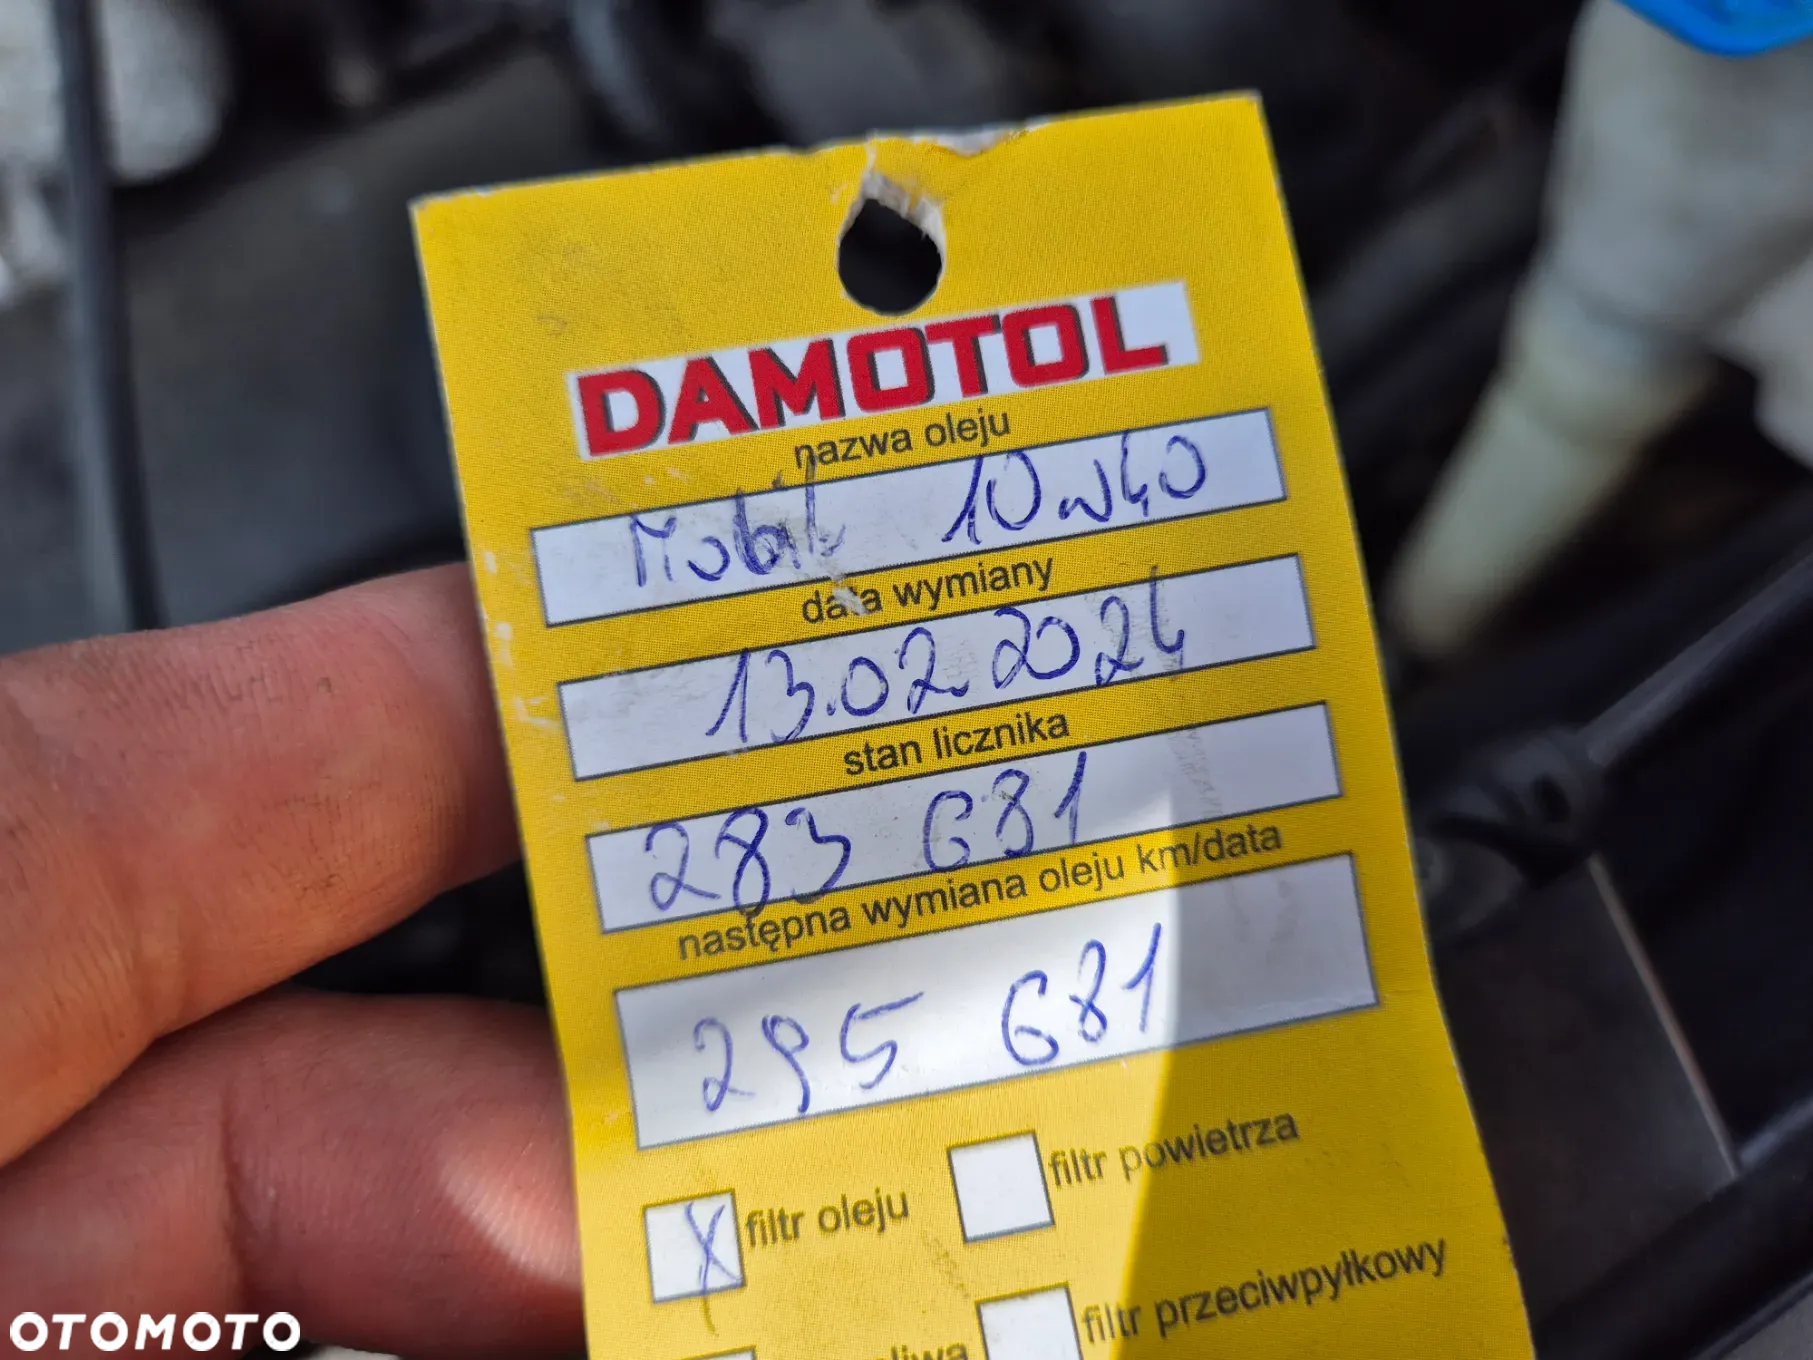 DAMOTOL
nazwa oleju
Mobil 10w40
data wymiany
13.02.2024
stan licznika
283 681
następna wymiana oleju km/data
295 681
filtr powietrza
X filtr oleju
filtr przeciwpyłkowy
OTOMOTO